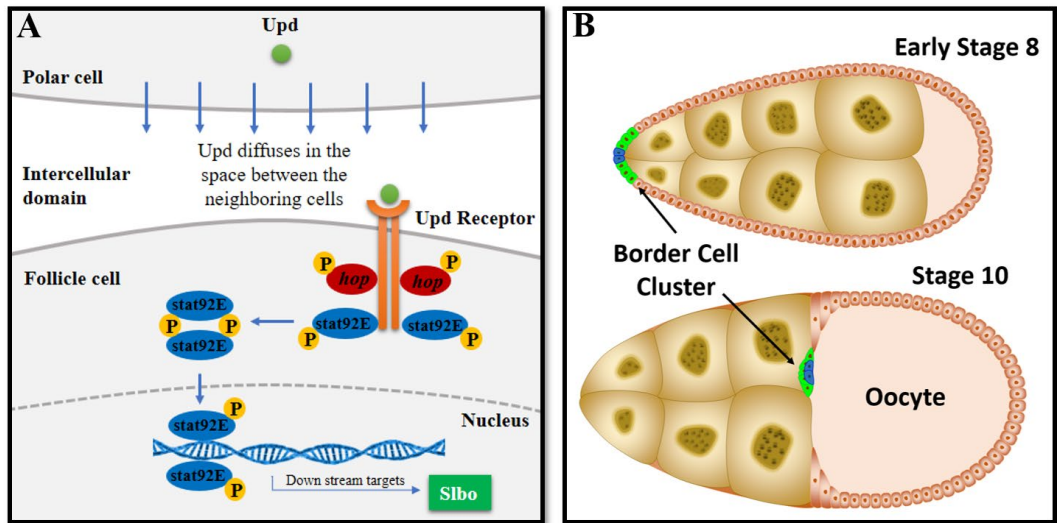 A
Upd
Polar cell
Upd diffuses in the
space between the
neighboring cells
Intercellular
domain
Upd Receptor
Follicle cell
P
hop
P
hop
stat92E
P
P
stat92E
P
stat92E
stat92E
P
Nucleus
stat92E
P
stat92E
P
Down stream targets
Slbo
B
Early Stage 8
Border Cell
Cluster
Stage 10
Oocyte